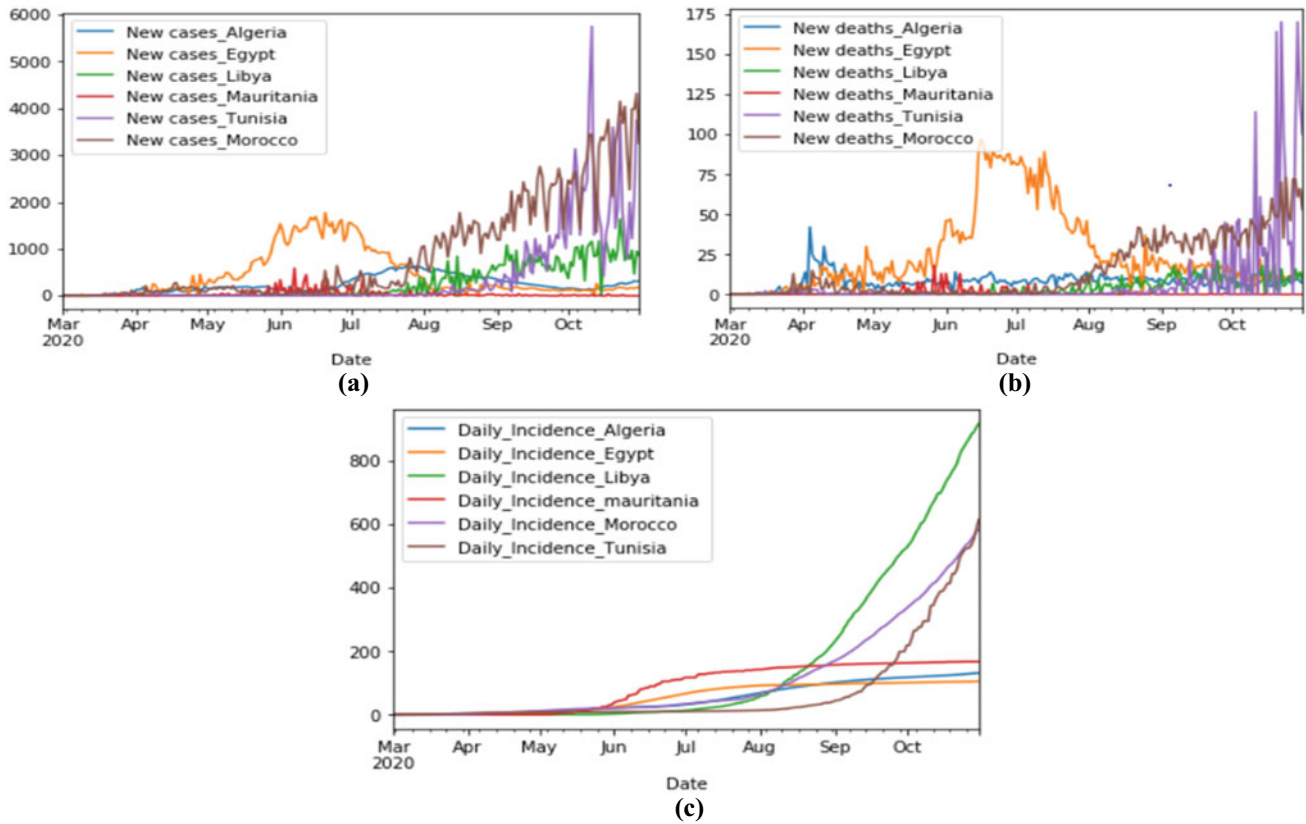 6000
5000
4000
3000
2000
1000
0
New cases_Algeria
New cases_Egypt
New cases_Libya
New cases_Mauritania
New cases_Tunisia
New cases_Morocco
Mar Apr May Jun Jul Aug Sep Oct
2020
Date
(a)
175
150
125
100
75
50
25
0
New deaths_Algeria
New deaths_Egypt
New deaths_Libya
New deaths_Mauritania
New deaths_Tunisia
New deaths_Morocco
Mar Apr May Jun Jul Aug Sep Oct
2020
Date
(b)
800
600
400
200
0
Daily_Incidence_Algeria
Daily_Incidence_Egypt
Daily_Incidence_Libya
Daily_Incidence_mauritania
Daily_Incidence_Morocco
Daily_Incidence_Tunisia
Mar Apr May Jun Jul Aug Sep Oct
2020
Date
(c)